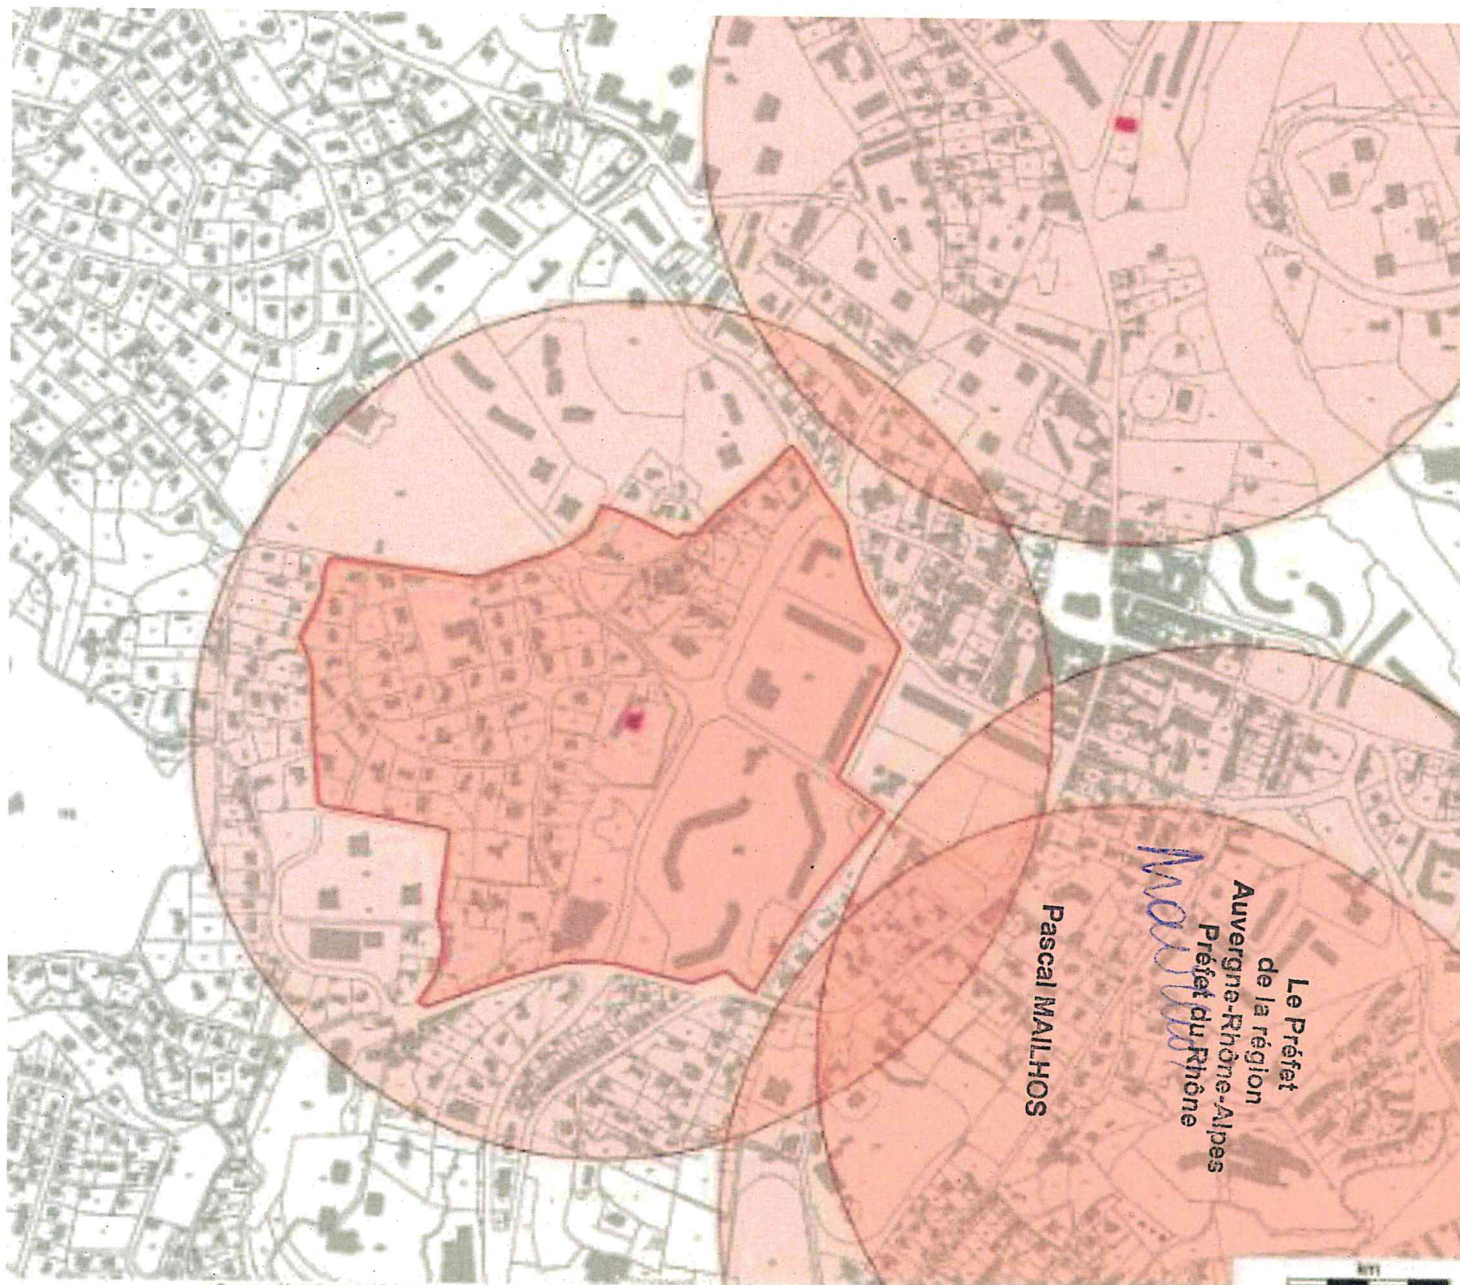 Le Préfet
de la région
Auvergne-Rhône-Alpes
Préfet du Rhône
Pascal MAILHOS